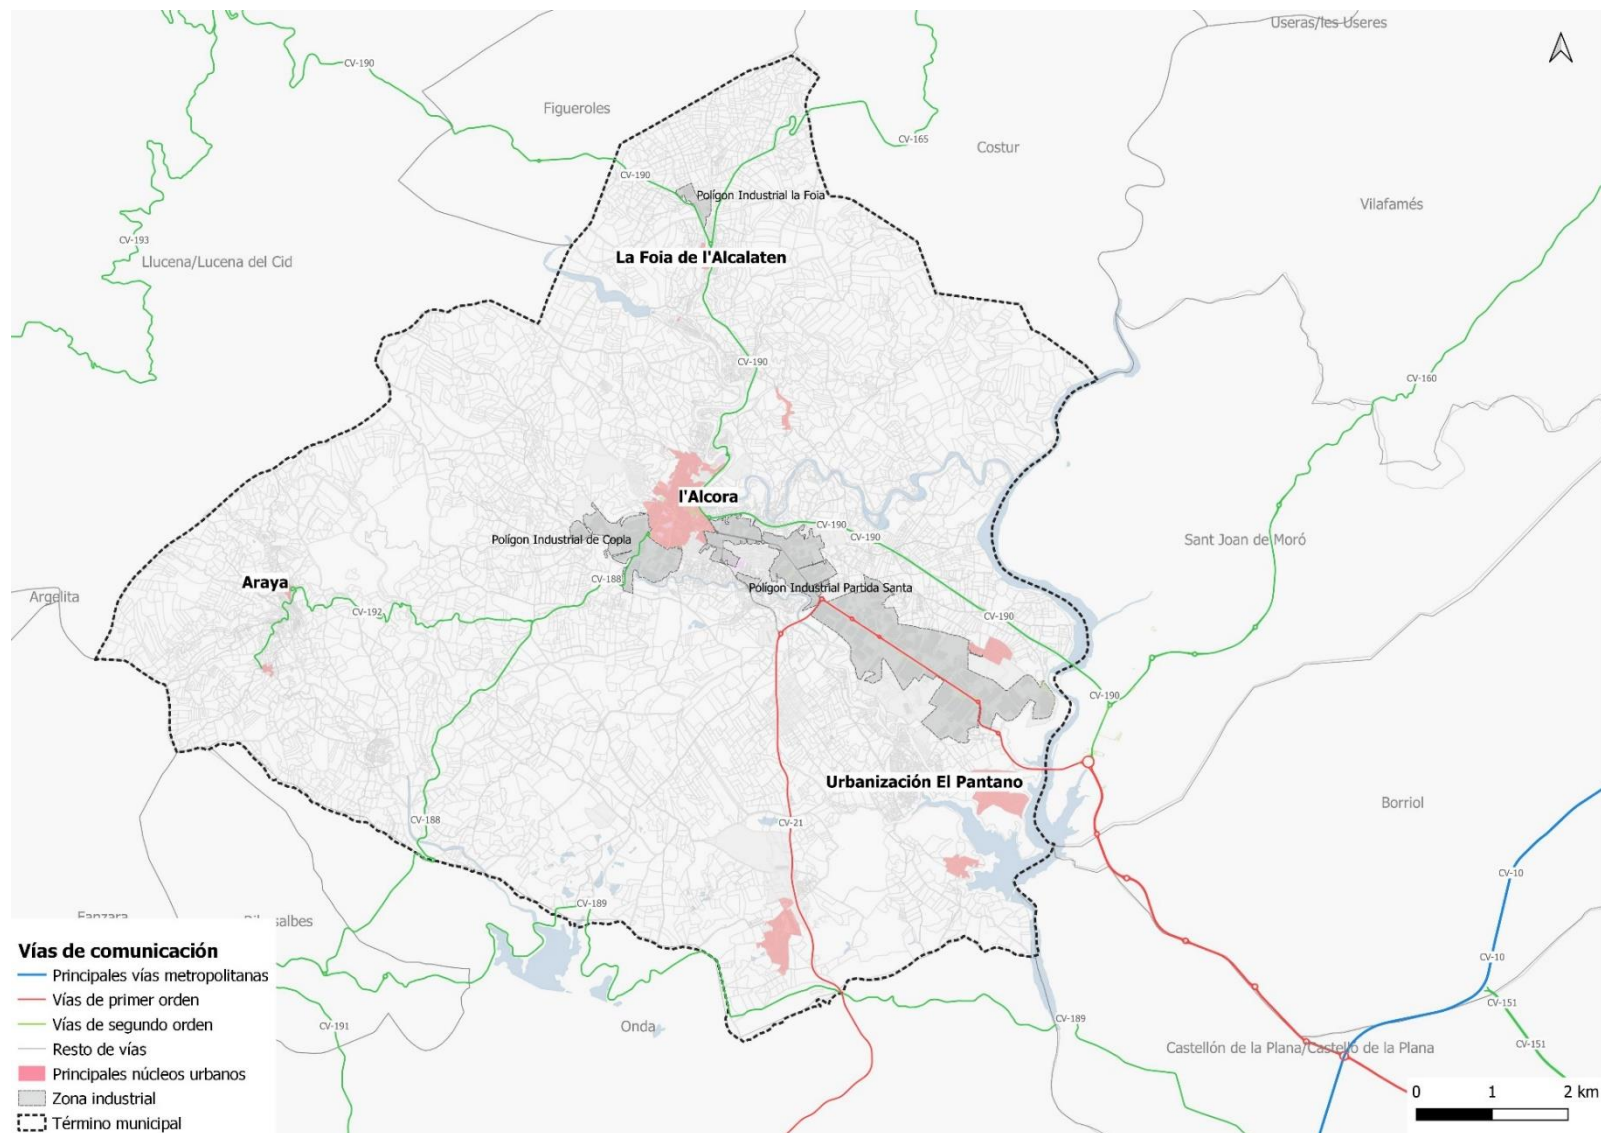 Useras/les Useres
CV-190
Figueroles
CV-165
Costur
CV-190
Polígon Industrial la Foia
Vilafamés
CV-193
Llucena/Lucena del Cid
La Foia de l'Alcalaten
CV-190
CV-160
l'Alcora
CV-190
CV-190
Polígon Industrial de Copla
Sant Joan de Moró
CV-188
Araya
Polígon Industrial Partida Santa
Argelita
CV-192
CV-190
CV-190
Urbanización El Pantano
Borriol
CV-188
CV-21
CV-10
CV-189
Fanzara
CV-10
CV-151
CV-191
Onda
CV-189
CV-151
Castellón de la Plana/Castelló de la Plana
Vías de comunicación
Principales vías metropolitanas
Vías de primer orden
Vías de segundo orden
Resto de vías
Principales núcleos urbanos
Zona industrial
Término municipal
0 1 2 km